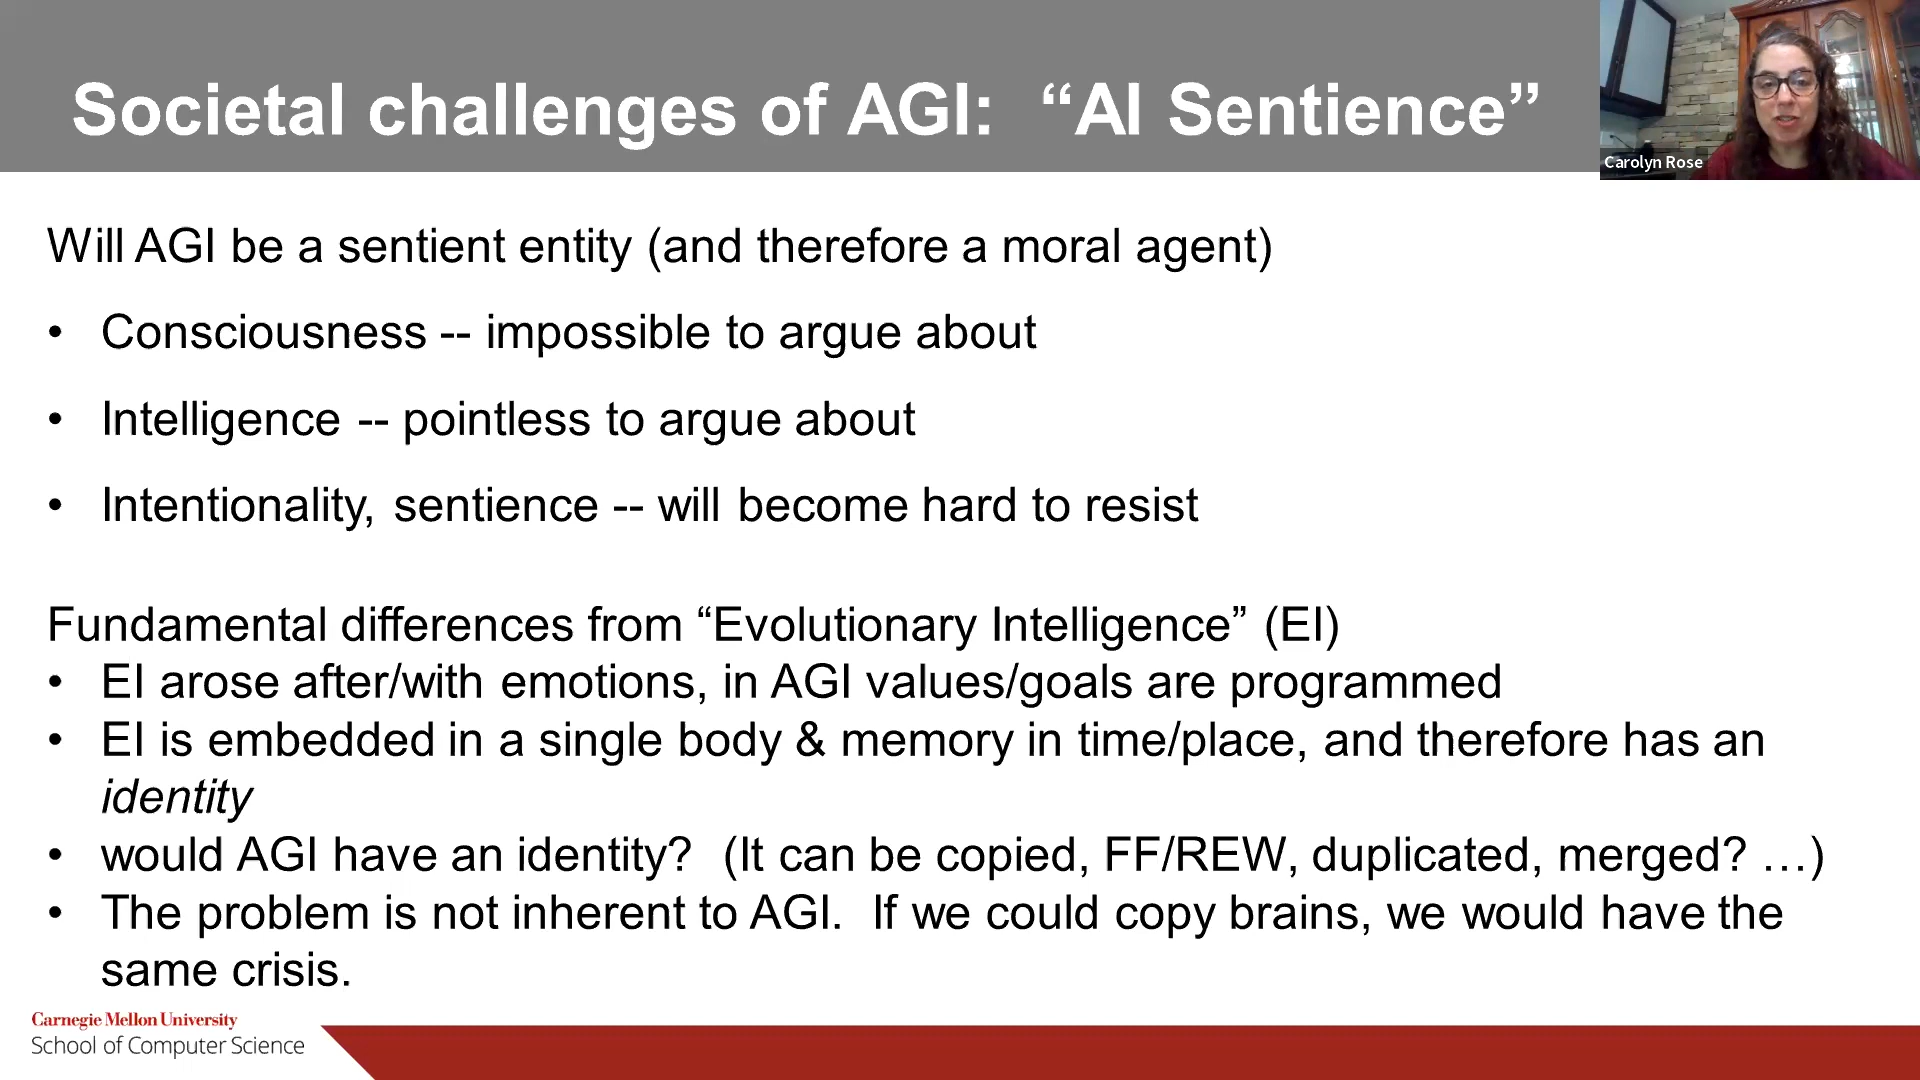 Societal challenges of AGI: “AI Sentience”
Carolyn Rose
Will AGI be a sentient entity (and therefore a moral agent)
• Consciousness -- impossible to argue about
• Intelligence -- pointless to argue about
• Intentionality, sentience -- will become hard to resist
Fundamental differences from “Evolutionary Intelligence” (EI)
• EI arose after/with emotions, in AGI values/goals are programmed
• EI is embedded in a single body & memory in time/place, and therefore has an
identity
• would AGI have an identity? (It can be copied, FF/REW, duplicated, merged? …)
• The problem is not inherent to AGI. If we could copy brains, we would have the
same crisis.
Carnegie Mellon University
School of Computer Science